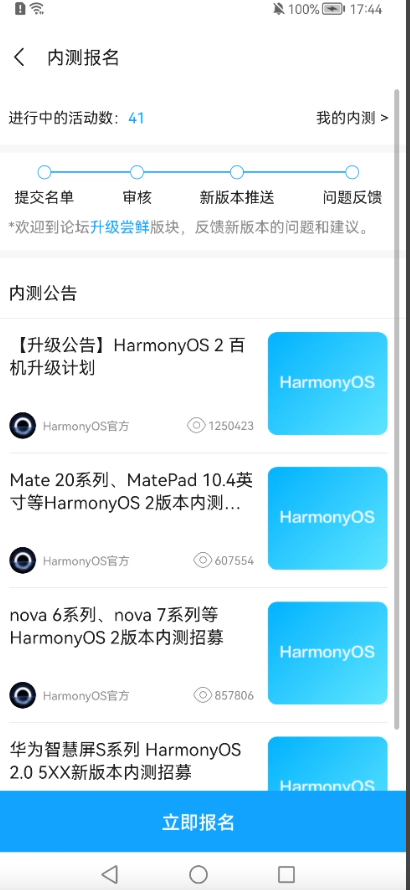 100% 17:44
内测报名
进行中的活动数：41 我的内测 >
提交名单 审核 新版本推送 问题反馈
*欢迎到论坛升级尝鲜版块，反馈新版本的问题和建议。
内测公告
【升级公告】HarmonyOS 2 百
机升级计划
HarmonyOS
HarmonyOS官方 1250423
Mate 20系列、MatePad 10.4英
寸等HarmonyOS 2版本内测...
HarmonyOS
HarmonyOS官方 607554
nova 6系列、nova 7系列等
HarmonyOS 2版本内测招募
HarmonyOS
HarmonyOS官方 857806
华为智慧屏S系列 HarmonyOS
2.0 5XX新版本内测招募
HarmonyOS
立即报名